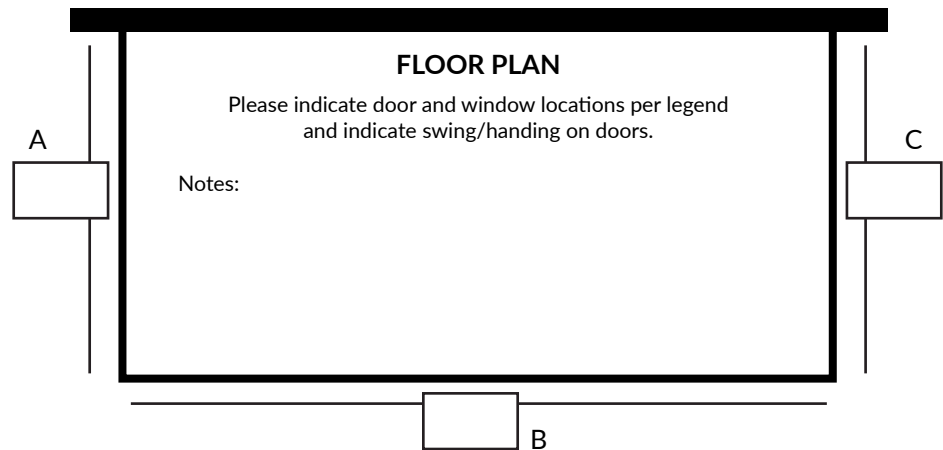 FLOOR PLAN
Please indicate door and window locations per legend
and indicate swing/handing on doors.
A
C
Notes:
B